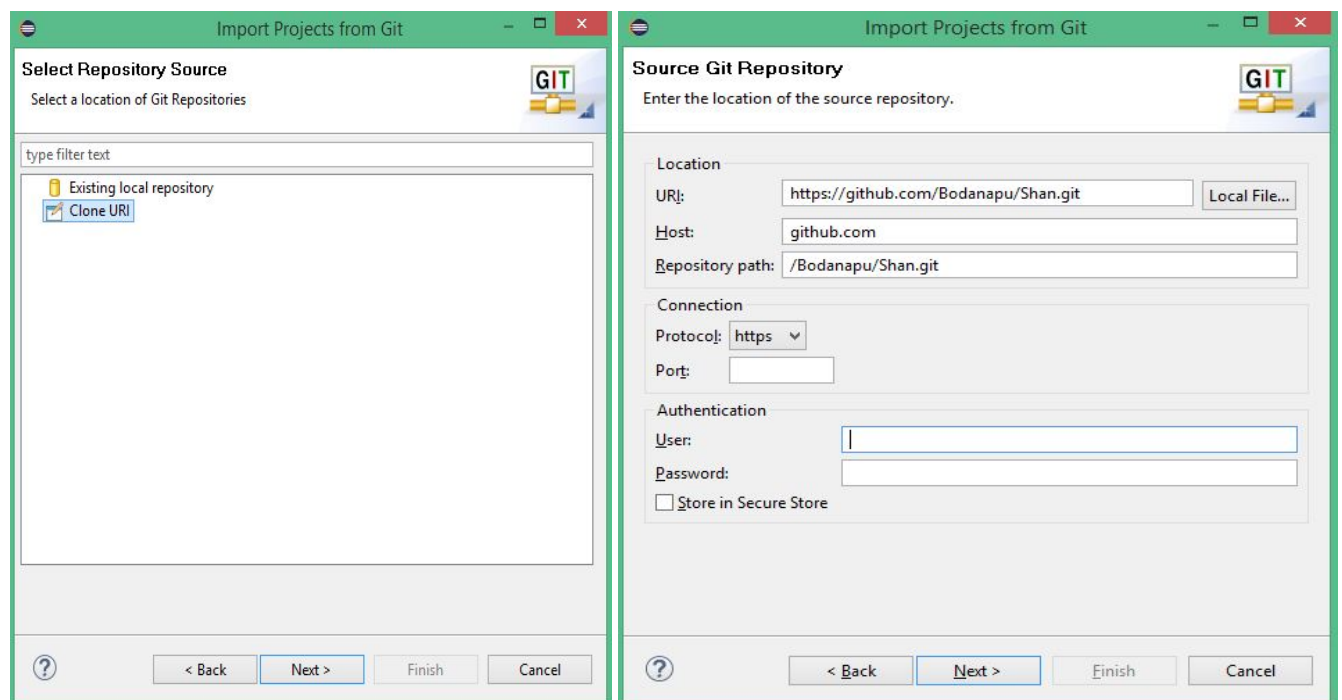 Import Projects from Git
Select Repository Source
Select a location of Git Repositories
GIT
type filter text
Existing local repository
Clone URI
? < Back Next > Finish Cancel
Import Projects from Git
Source Git Repository
Enter the location of the source repository.
GIT
Location
URI: https://github.com/Bodanapu/Shan.git Local File...
Host: github.com
Repository path: /Bodanapu/Shan.git
Connection
Protocol: https
Port:
Authentication
User:
Password:
Store in Secure Store
? < Back Next > Finish Cancel